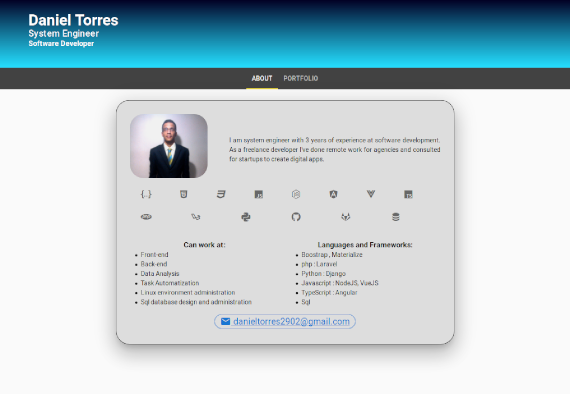 Daniel Torres
System Engineer
Software Developer
ABOUT PORTFOLIO
I am system engineer with 3 years of experience at software development.
As a freelance developer I've done remote work for agencies and consulted
for startups to create digital apps.
Can work at:
Front-end
Back-end
Data Analysis
Task Automatization
Linux environment administration
Sql database design and administration
Languages and Frameworks:
Boostrap, Materialize
php : Laravel
Python : Django
Javascript : NodeJS, VueJS
TypeScript : Angular
Sql
danieltorres2902@gmail.com